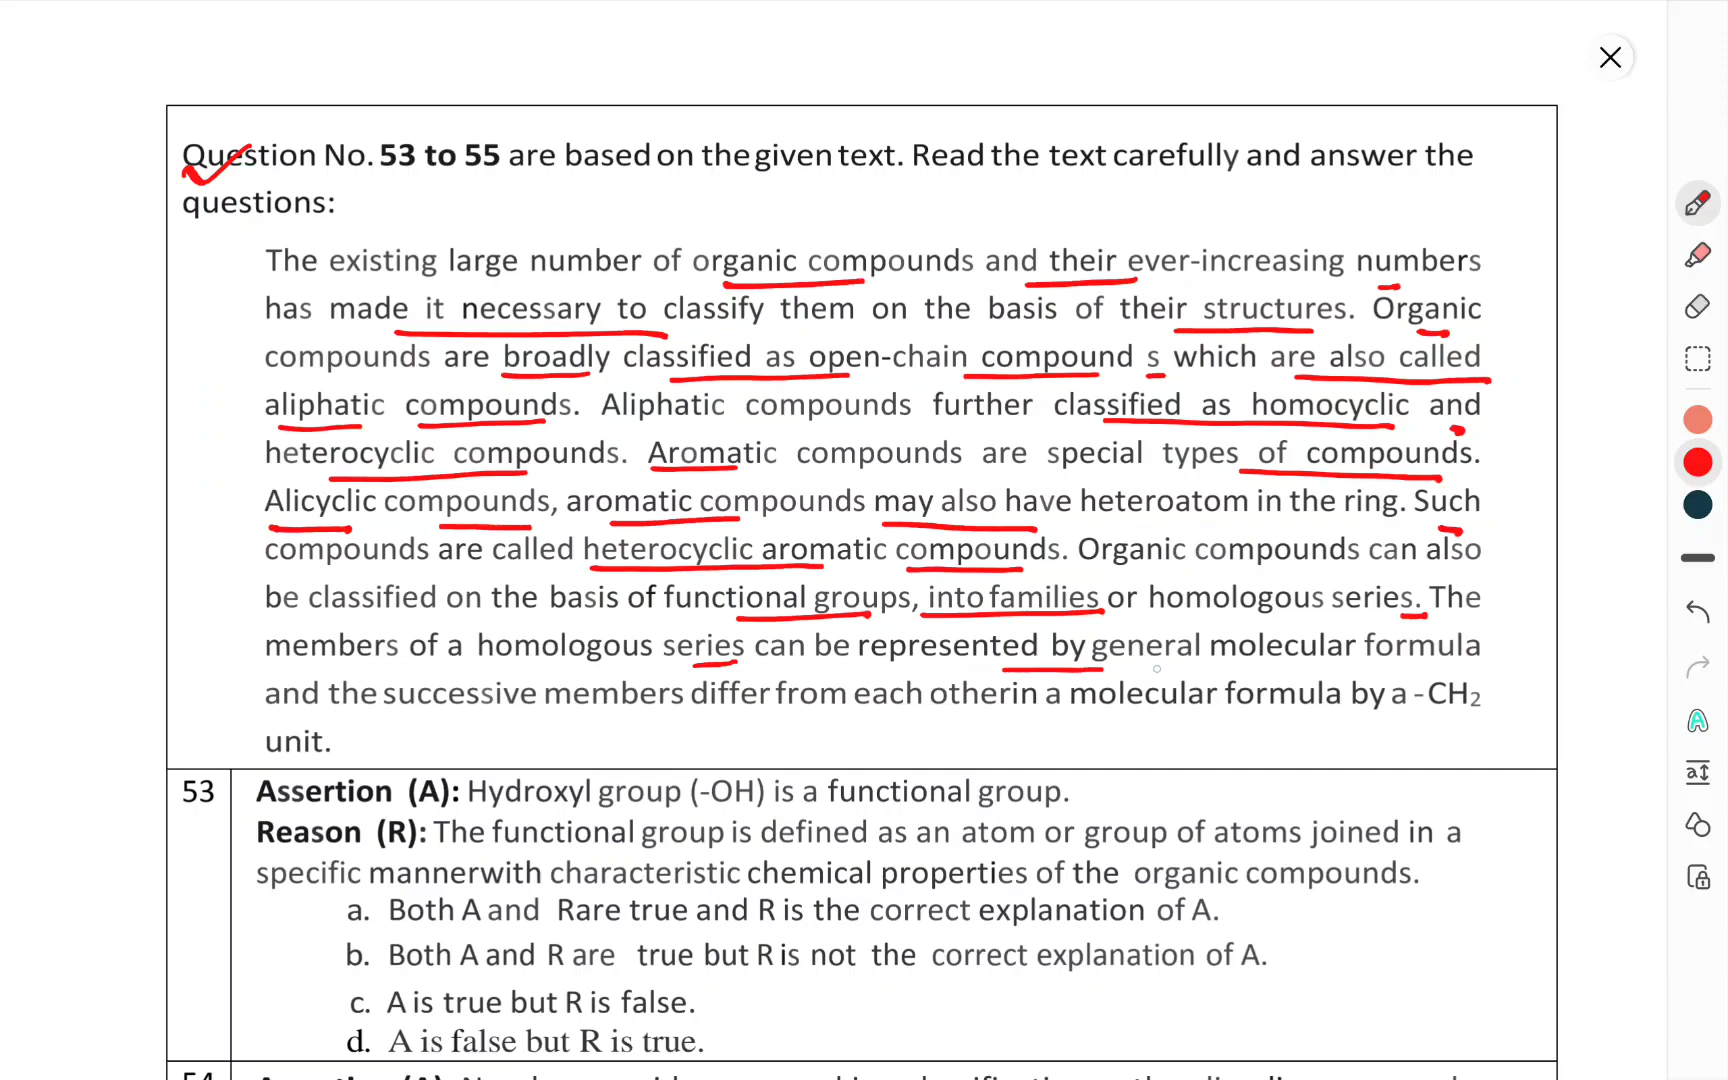 Question No. 53 to 55 are based on the given text. Read the text carefully and answer the
questions:
The existing large number of organic compounds and their ever-increasing numbers
has made it necessary to classify them on the basis of their structures. Organic
compounds are broadly classified as open-chain compound s which are also called
aliphatic compounds. Aliphatic compounds further classified as homocyclic and
heterocyclic compounds. Aromatic compounds are special types of compounds.
Alicyclic compounds, aromatic compounds may also have heteroatom in the ring. Such
compounds are called heterocyclic aromatic compounds. Organic compounds can also
be classified on the basis of functional groups, into families or homologous series. The
members of a homologous series can be represented by general molecular formula
and the successive members differ from each otherin a molecular formula by a -CH₂
unit.
53 Assertion (A): Hydroxyl group (-OH) is a functional group.
Reason (R): The functional group is defined as an atom or group of atoms joined in a
specific mannerwith characteristic chemical properties of the organic compounds.
a. Both A and Rare true and R is the correct explanation of A.
b. Both A and R are true but R is not the correct explanation of A.
c. A is true but R is false.
d. A is false but R is true.